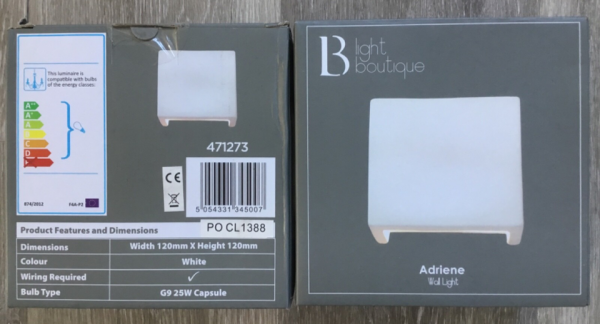 This luminaire is
compatible with bulbs
of the energy classes:
A++
A+
A
B
C
D
E
874/2012
471273
CE
5 054331 345007
PO CL1388
Product Features and Dimensions
Dimensions Width 120mm X Height 120mm
Colour White
Wiring Required ✓
Bulb Type G9 25W Capsule
LB light
boutique
Adriene
Wall Light